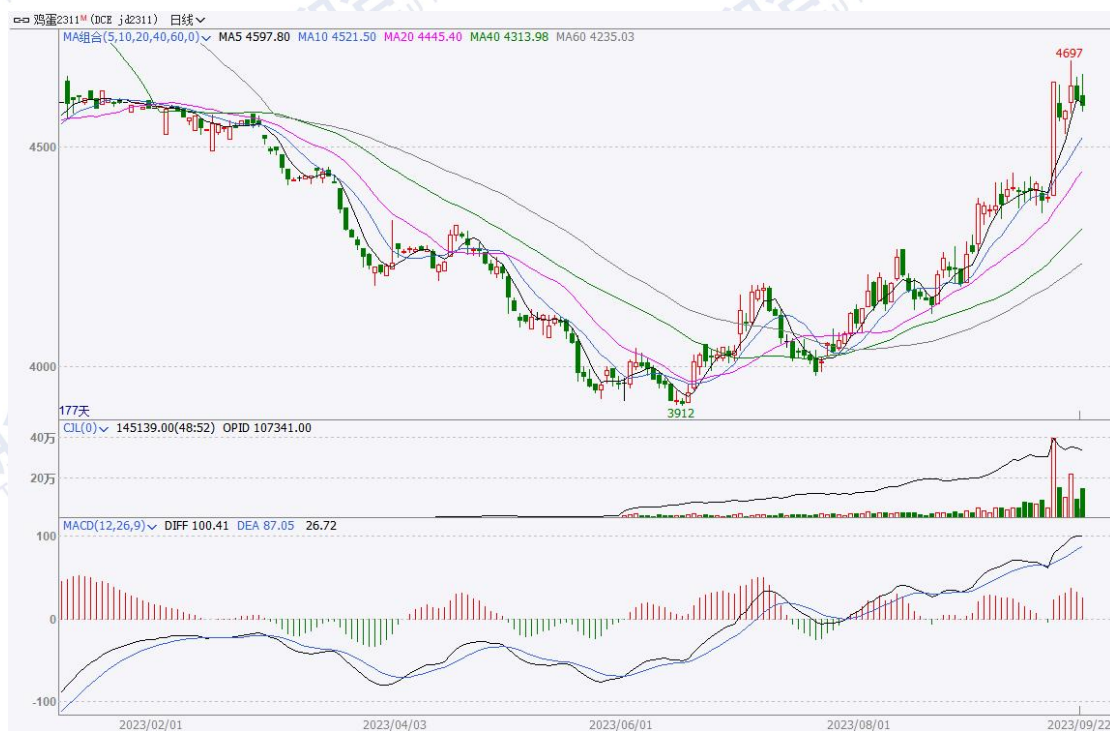 鸡蛋2311M (DCE jd2311) 日线
MA组合(5,10,20,40,60,0) MA5 4597.80 MA10 4521.50 MA20 4445.40 MA40 4313.98 MA60 4235.03
4697
4500
4000
3912
177天
CJL(0) 145139.00(48:52) OPID 107341.00
40万
20万
MACD(12,26,9) DIFF 100.41 DEA 87.05 26.72
100
0
-100
2023/02/01 2023/04/03 2023/06/01 2023/08/01 2023/09/22